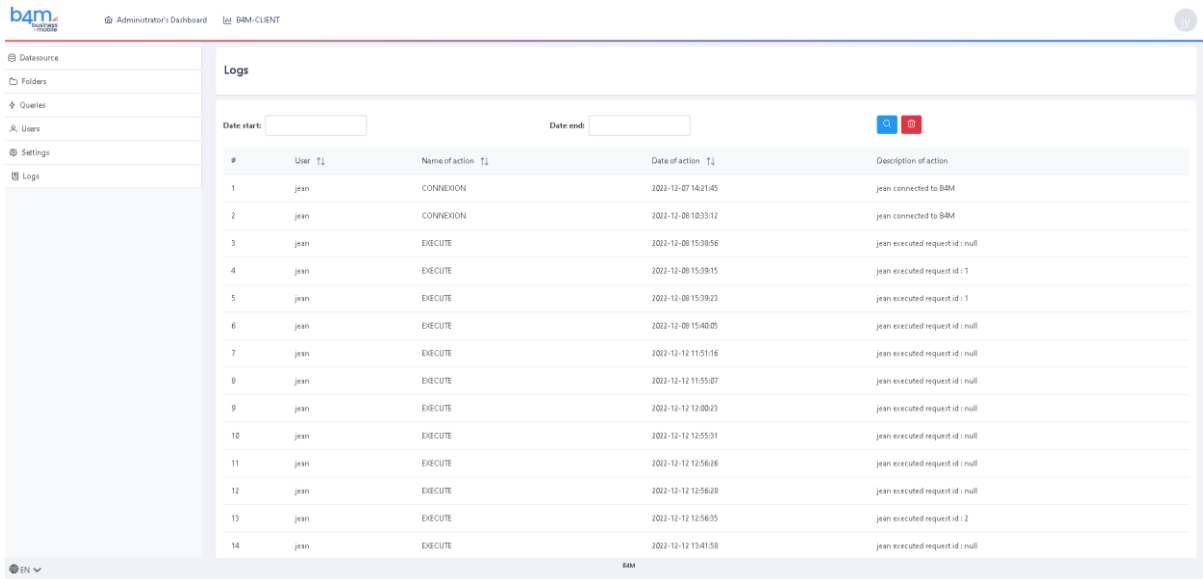 b4m
business
- mobile
Administrator's Dashboard B4M-CLIENT
jy
Datasource
Folders
Queries
Users
Settings
Logs
Logs
Date start: Date end:
# User Name of action Date of action Description of action
1 jean CONNEXION 2022-12-07 14:21:45 jean connected to B4M
2 jean CONNEXION 2022-12-08 10:33:12 jean connected to B4M
3 jean EXECUTE 2022-12-08 15:38:56 jean executed request id : null
4 jean EXECUTE 2022-12-08 15:39:15 jean executed request id : 1
5 jean EXECUTE 2022-12-08 15:39:23 jean executed request id : 1
6 jean EXECUTE 2022-12-08 15:40:05 jean executed request id : null
7 jean EXECUTE 2022-12-12 11:51:16 jean executed request id : null
8 jean EXECUTE 2022-12-12 11:55:07 jean executed request id : null
9 jean EXECUTE 2022-12-12 12:00:23 jean executed request id : null
10 jean EXECUTE 2022-12-12 12:55:31 jean executed request id : null
11 jean EXECUTE 2022-12-12 12:56:26 jean executed request id : null
12 jean EXECUTE 2022-12-12 12:56:28 jean executed request id : null
13 jean EXECUTE 2022-12-12 12:56:35 jean executed request id : 2
14 jean EXECUTE 2022-12-12 13:41:58 jean executed request id : null
EN B4M